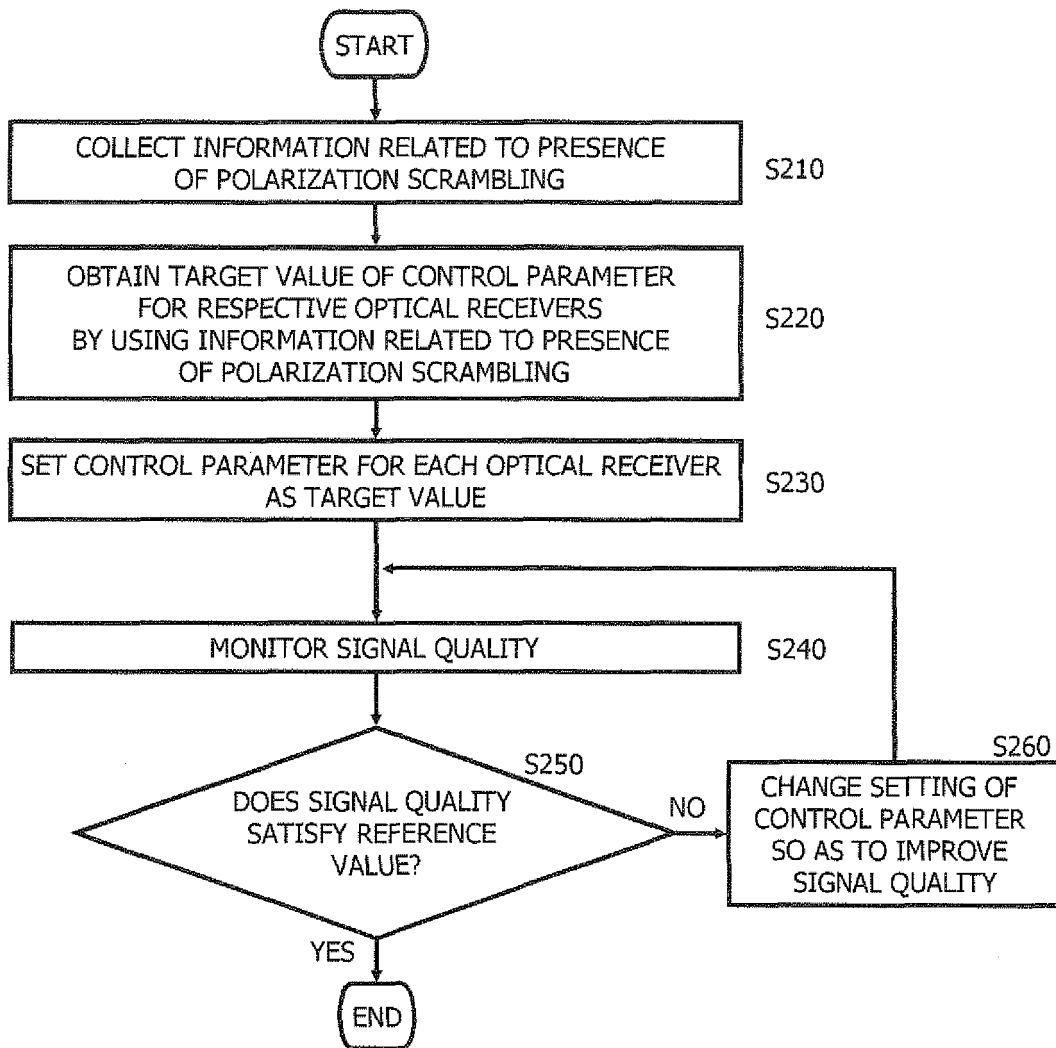 START
COLLECT INFORMATION RELATED TO PRESENCE
OF POLARIZATION SCRAMBLING
S210
OBTAIN TARGET VALUE OF CONTROL PARAMETER
FOR RESPECTIVE OPTICAL RECEIVERS
BY USING INFORMATION RELATED TO PRESENCE
OF POLARIZATION SCRAMBLING
S220
SET CONTROL PARAMETER FOR EACH OPTICAL RECEIVER
AS TARGET VALUE
S230
MONITOR SIGNAL QUALITY
S240
S250
DOES SIGNAL QUALITY
SATISFY REFERENCE
VALUE?
NO
S260
CHANGE SETTING OF
CONTROL PARAMETER
SO AS TO IMPROVE
SIGNAL QUALITY
YES
END